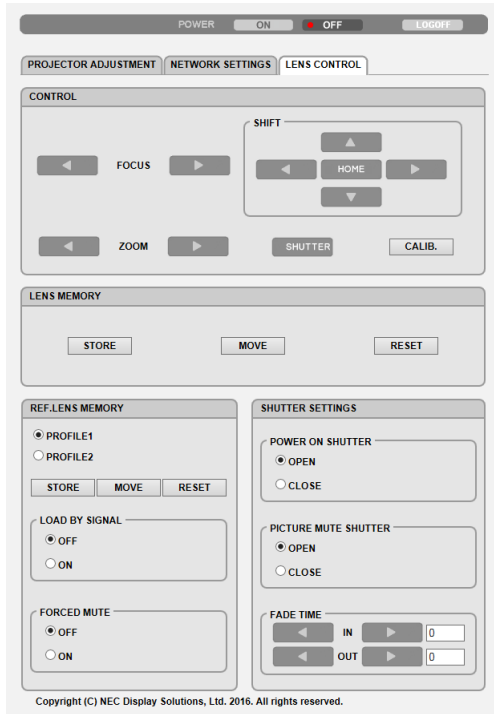 POWER ON OFF LOGOFF
PROJECTOR ADJUSTMENT NETWORK SETTINGS LENS CONTROL
CONTROL
SHIFT
FOCUS
HOME
ZOOM
SHUTTER
CALIB.
LENS MEMORY
STORE MOVE RESET
REF.LENS MEMORY
PROFILE1
PROFILE2
STORE MOVE RESET
LOAD BY SIGNAL
OFF
ON
FORCED MUTE
OFF
ON
SHUTTER SETTINGS
POWER ON SHUTTER
OPEN
CLOSE
PICTURE MUTE SHUTTER
OPEN
CLOSE
FADE TIME
IN 0
OUT 0
Copyright (C) NEC Display Solutions, Ltd. 2016. All rights reserved.